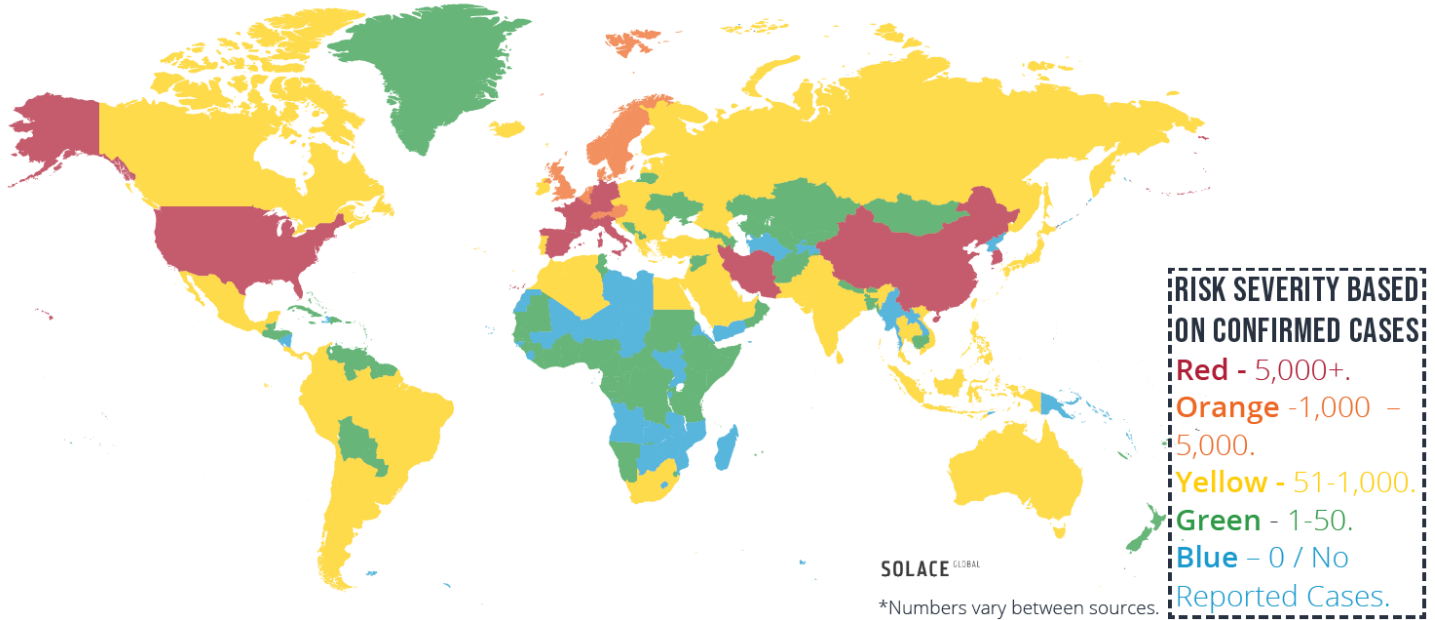 RISK SEVERITY BASED
ON CONFIRMED CASES
Red - 5,000+.
Orange -1,000 –
5,000.
Yellow - 51-1,000.
Green - 1-50.
Blue – 0 / No
Reported Cases.
SOLACE GLOBAL
*Numbers vary between sources.